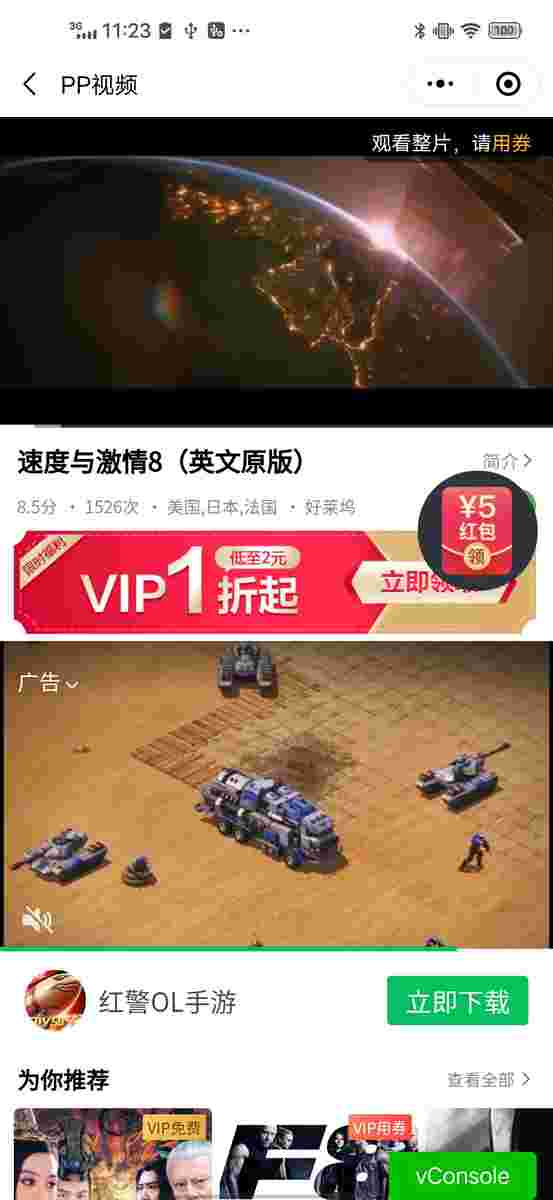 3G 11:23
100
PP视频
观看整片，请用券
速度与激情8（英文原版）
简介
8.5分 · 1526次 · 美国,日本,法国 · 好莱坞
¥5
红包
领
限时福利
VIP1折起
低至2元
立即领
广告
红警OL手游
立即下载
为你推荐
查看全部
VIP免费
VIP用券
F8
vConsole